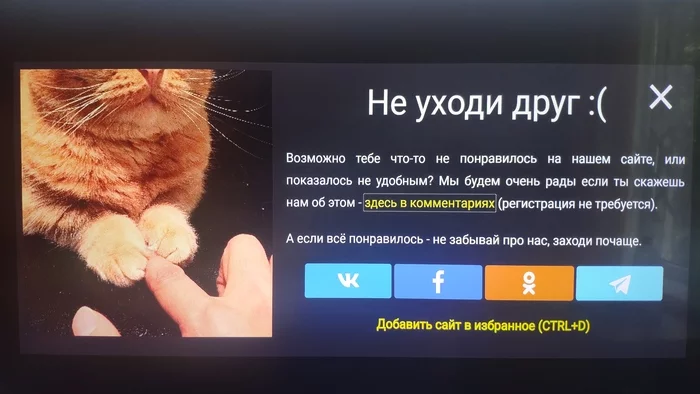 Не уходи друг :(
Возможно тебе что-то не понравилось на нашем сайте, или
показалось не удобным? Мы будем очень рады если ты скажешь
нам об этом - здесь в комментариях (регистрация не требуется).
А если всё понравилось - не забывай про нас, заходи почаще.
Добавить сайт в избранное (CTRL+D)